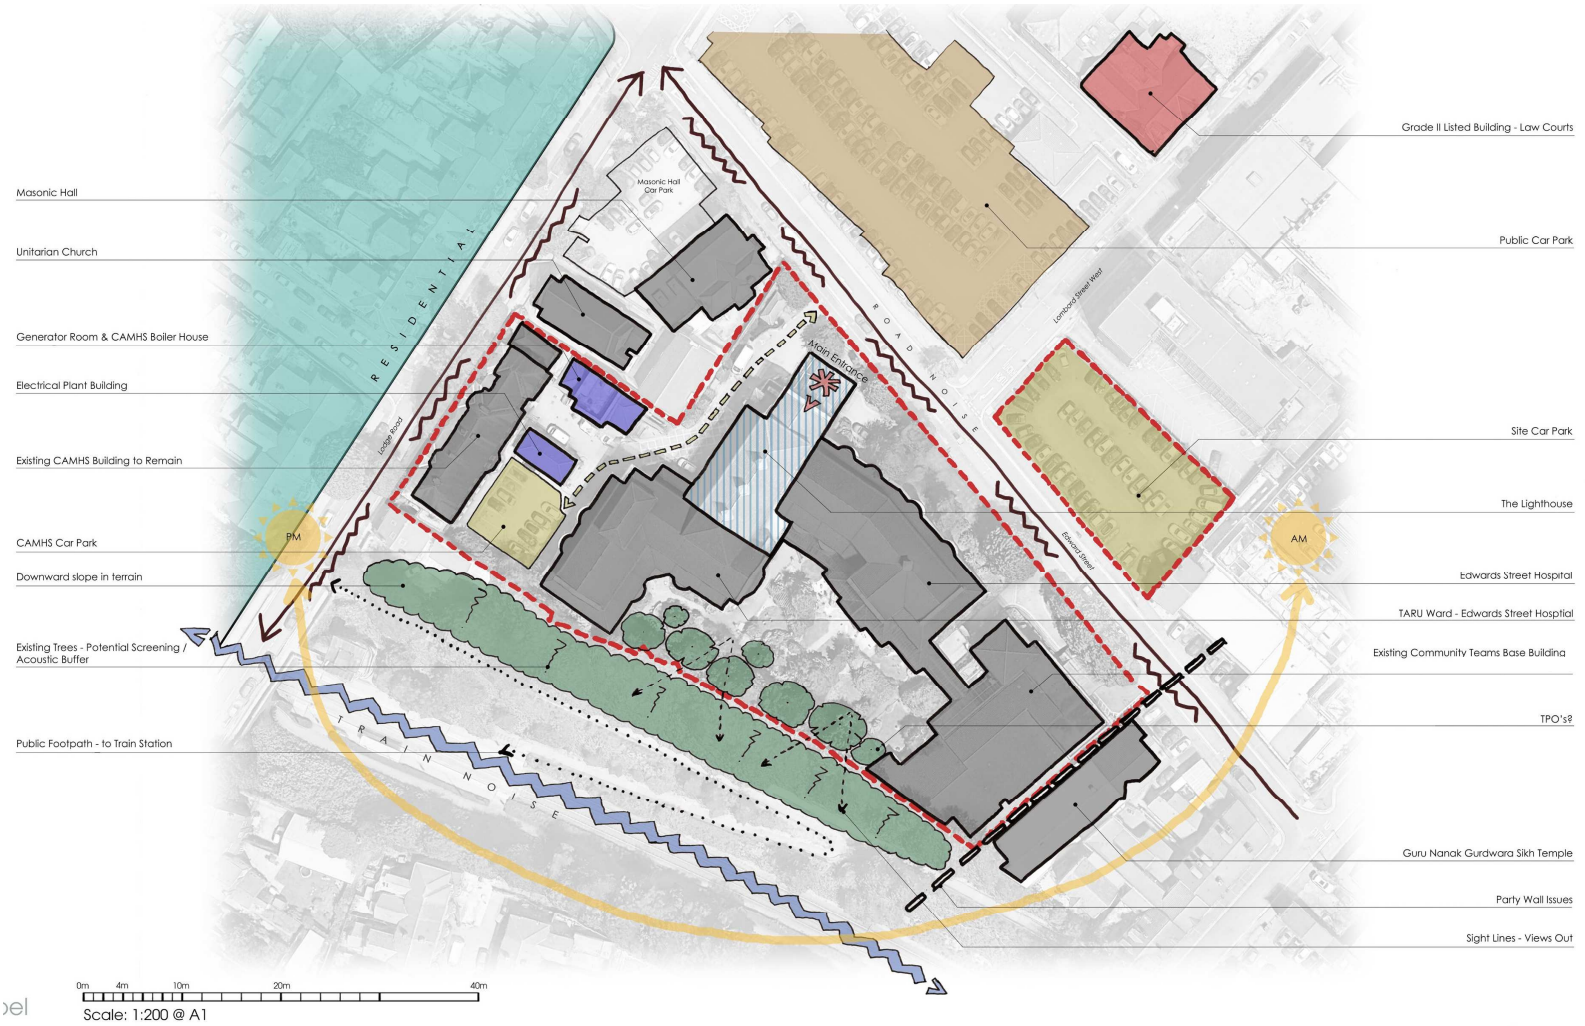 Masonic Hall
Unitarian Church
Generator Room & CAMHS Boiler House
Electrical Plant Building
Existing CAMHS Building to Remain
CAMHS Car Park
Downward slope in terrain
Existing Trees - Potential Screening /
Acoustic Buffer
Public Footpath - to Train Station
RESIDENTIAL
Lodge Road
Masonic Hall
Car Park
Main Entrance
ROAD NOISE
Edward Street
Lombard Street West
PM
AM
TRAIN NOISE
Grade II Listed Building - Law Courts
Public Car Park
Site Car Park
The Lighthouse
Edwards Street Hospital
TARU Ward - Edwards Street Hosptial
Existing Community Teams Base Building
TPO's?
Guru Nanak Gurdwara Sikh Temple
Party Wall Issues
Sight Lines - Views Out
0m 4m 10m 20m 40m
Scale: 1:200 @ A1